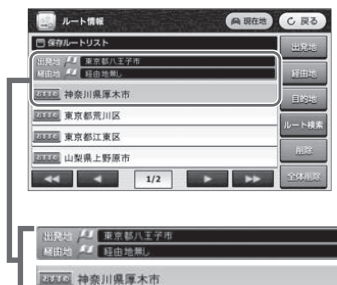 ルート情報
現在地
戻る
保存ルートリスト
出発地
出発地 東京都八王子市
経由地 経由地無し
経由地
神奈川県厚木市
目的地
東京都荒川区
ルート検索
東京都江東区
削除
山梨県上野原市
1/2
全体削除
出発地 東京都八王子市
経由地 経由地無し
神奈川県厚木市